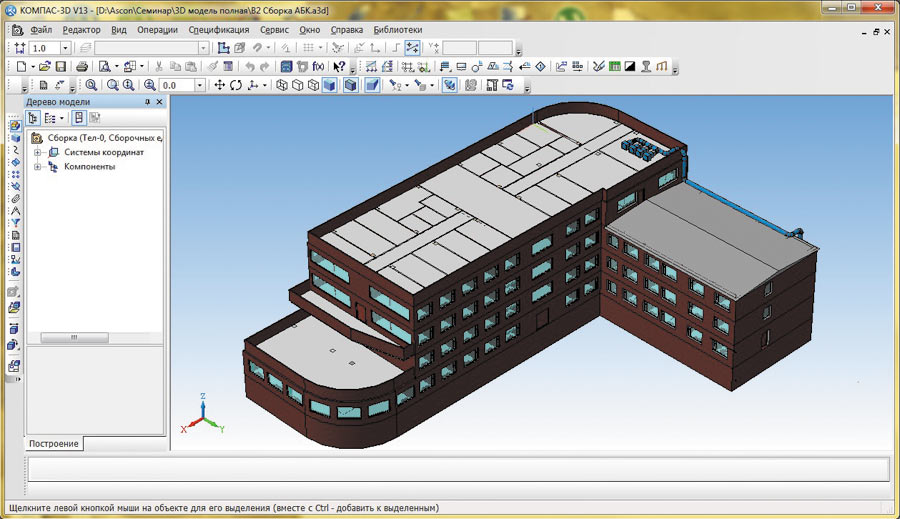 КОМПАС-3D V13 - [D:\Ascon\Семинар\3D модель полная\B2 Сборка АБК.a3d]
Файл Редактор Вид Операции Спецификация Сервис Окно Справка Библиотеки
1.0
f(x)
0.0
Дерево модели
Сборка (Тел-0, Сборочных е,
Системы координат
Компоненты
Построение
Z
X
Y
Щелкните левой кнопкой мыши на объекте для его выделения (вместе с Ctrl - добавить к выделенным)